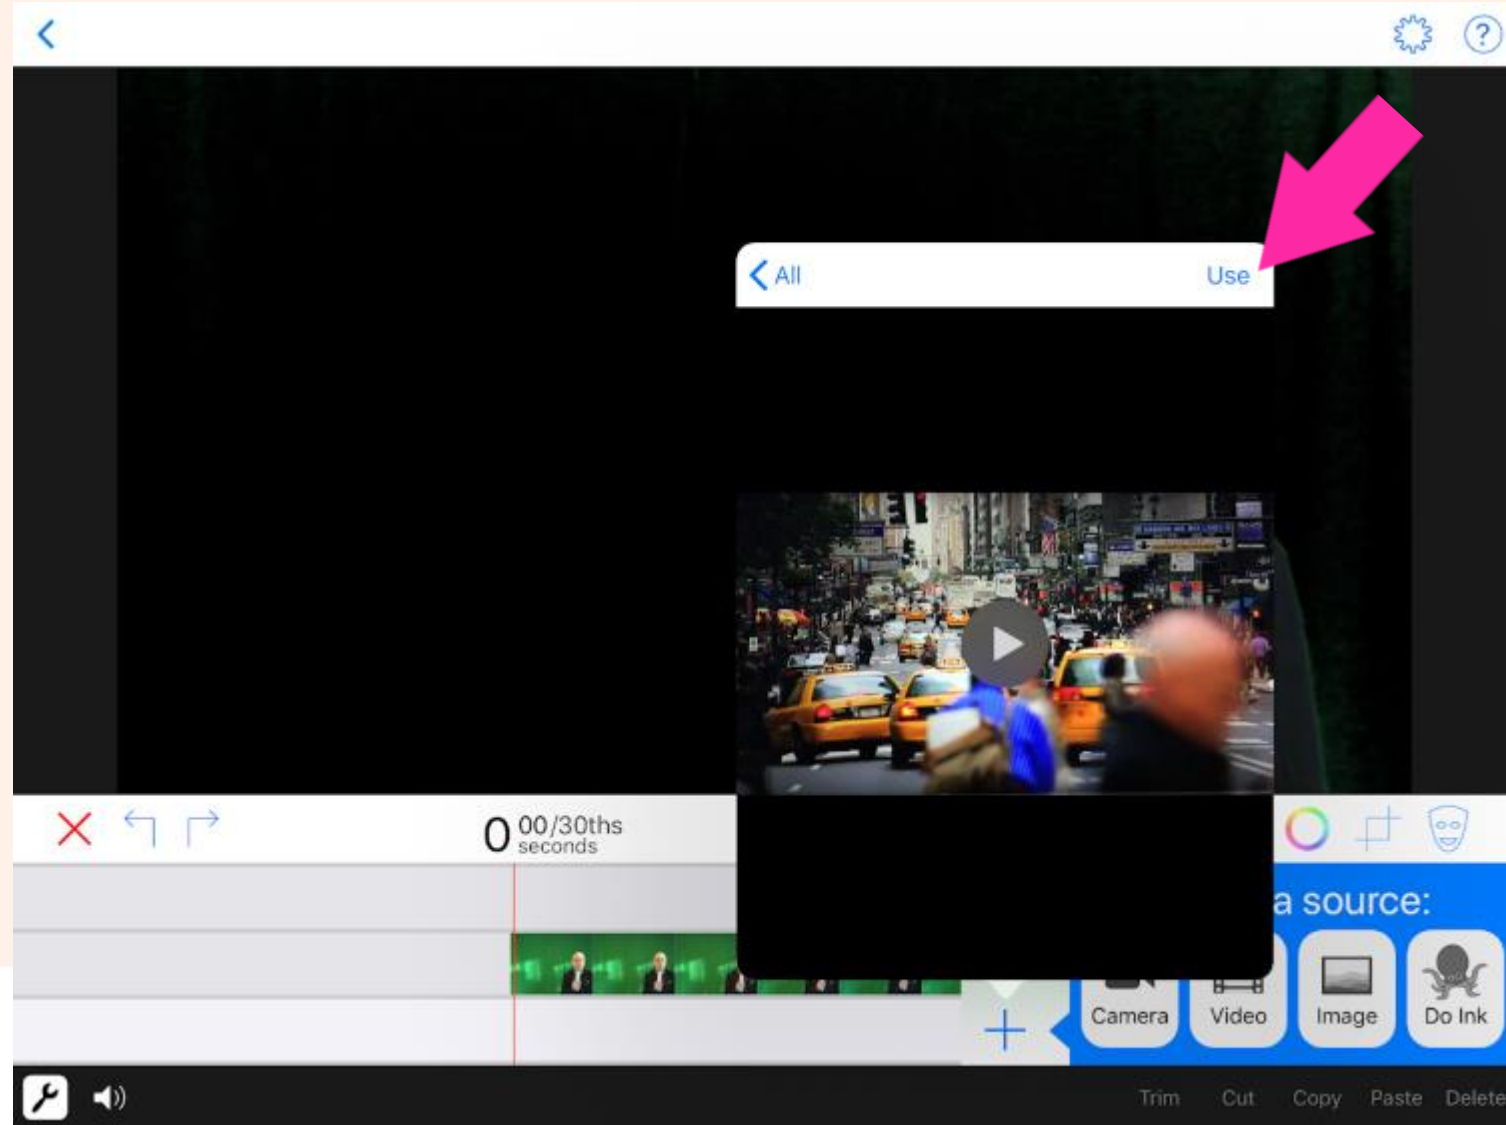 ?
All Use
0 00/30ths
seconds
a source:
Camera Video Image Do Ink
Trim Cut Copy Paste Delete